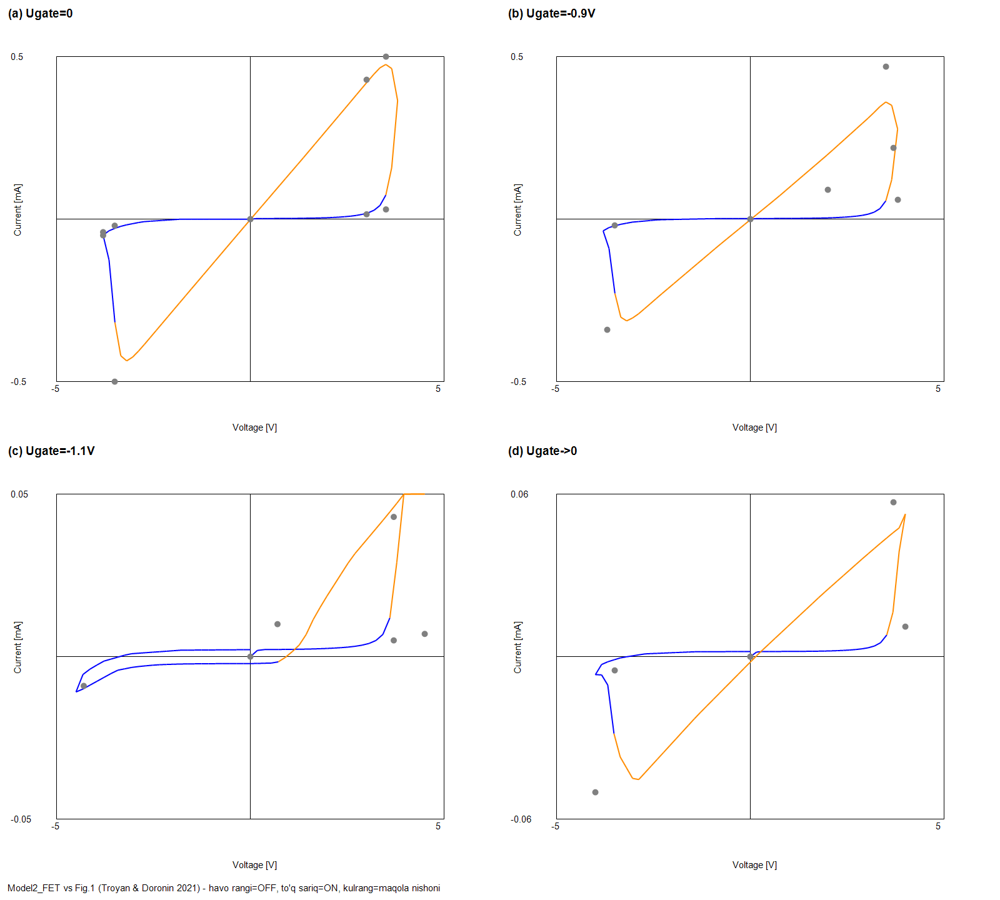 (a) Ugate=0
(b) Ugate=-0.9V
0.5
0.5
Current [mA]
Current [mA]
-0.5
-0.5
-5
5
-5
5
Voltage [V]
Voltage [V]
(c) Ugate=-1.1V
(d) Ugate->0
0.05
0.06
Current [mA]
Current [mA]
-0.05
-0.06
-5
5
-5
5
Voltage [V]
Voltage [V]
Model2_FET vs Fig.1 (Troyan & Doronin 2021) - havo rangi=OFF, to'q sariq=ON, kulrang=maqola nishoni